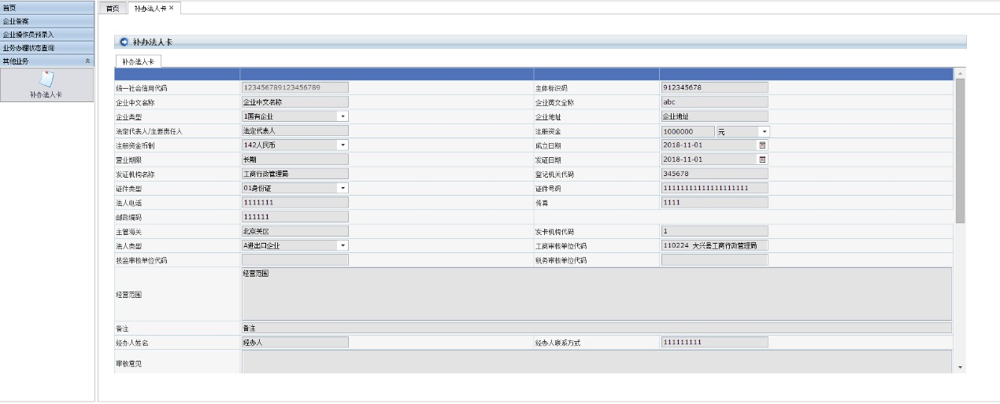 首页
企业备案
企业操作员预录入
业务办理状态查询
其他业务
补办法人卡
首页 补办法人卡 ×
补办法人卡
补办法人卡
统一社会信用代码 123456789123456789 主体标识码 912345678
企业中文名称 企业中文名称 企业英文全称 abc
企业类型 1国有企业 企业地址 企业地址
法定代表人/主要责任人 法定代表人 注册资金 1000000 元
注册资金币制 142人民币 成立日期 2018-11-01
营业期限 长期 发证日期 2018-11-01
发证机构名称 工商行政管理局 登记机关代码 345678
证件类型 01身份证 证件号码 111111111111111111
法人电话 1111111 传真 1111
邮政编码 111111
主管海关 北京关区 发卡机构代码 1
法人类型 A进出口企业 工商审核单位代码 110224 大兴县工商行政管理局
技监审核单位代码 税务审核单位代码
经营范围 经营范围
备注 备注
经办人姓名 经办人 经办人联系方式 111111111
审核意见